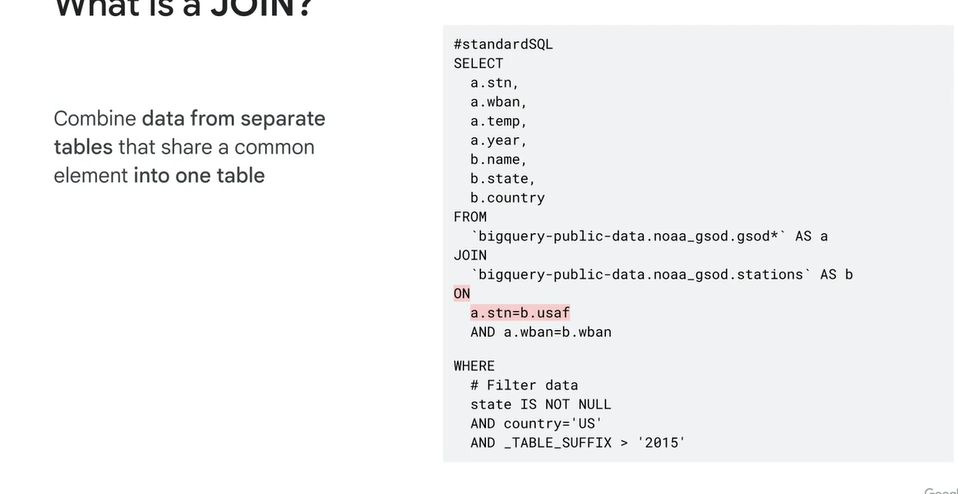 What is a JOIN?
Combine data from separate
tables that share a common
element into one table
#standardSQL
SELECT
  a.stn,
  a.wban,
  a.temp,
  a.year,
  b.name,
  b.state,
  b.country
FROM
  `bigquery-public-data.noaa_gsod.gsod*` AS a
JOIN
  `bigquery-public-data.noaa_gsod.stations` AS b
ON
  a.stn=b.usaf
  AND a.wban=b.wban
WHERE
  # Filter data
  state IS NOT NULL
  AND country='US'
  AND _TABLE_SUFFIX > '2015'